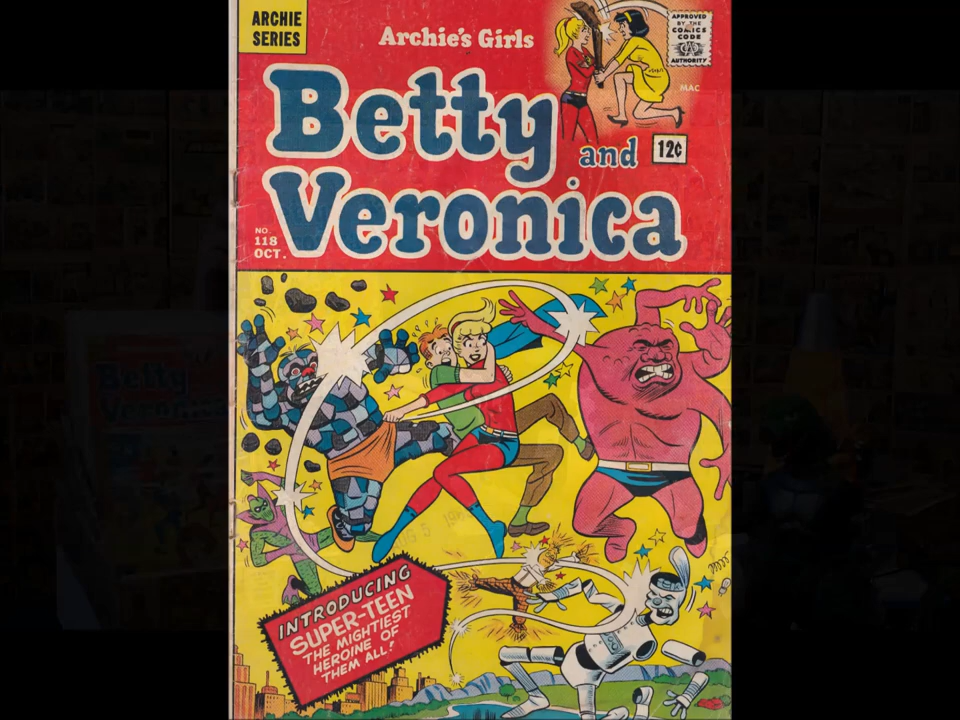 ARCHIE
SERIES
Archie's Girls
APPROVED
BY THE
COMICS
CODE
CA
AUTHORITY
MAC
Betty
and
12¢
Veronica
NO.
118
OCT.
INTRODUCING
SUPER-TEEN
THE MIGHTIEST
HEROINE OF
THEM ALL!